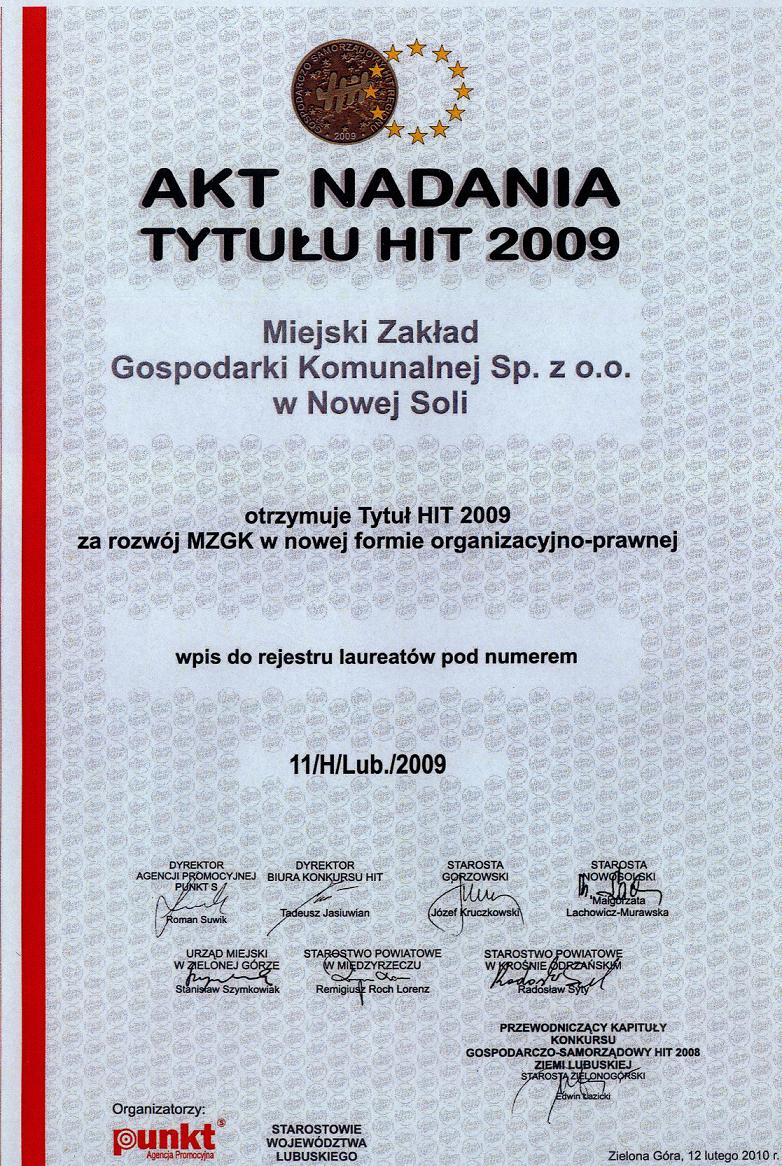 GOSPODARCZO SAMORZĄDOWY HIT REGIONU
hit
2009
AKT NADANIA
TYTUŁU HIT 2009
Miejski Zakład
Gospodarki Komunalnej Sp. z o.o.
w Nowej Soli
otrzymuje Tytuł HIT 2009
za rozwój MZGK w nowej formie organizacyjno-prawnej
wpis do rejestru laureatów pod numerem
11/H/Lub./2009
DYREKTOR
AGENCJI PROMOCYJNEJ
PUNKT S
Roman Suwik
DYREKTOR
BIURA KONKURSU HIT
Tadeusz Jasiuwian
STAROSTA
GORZOWSKI
Józef Kruczkowski
STAROSTA
NOWOSOLSKI
Małgorzata
Lachowicz-Murawska
URZĄD MIEJSKI
W ZIELONEJ GÓRZE
Stanisław Szymkowiak
STAROSTWO POWIATOWE
W MIĘDZYRZECZU
Remigiusz Roch Lorenz
STAROSTWO POWIATOWE
W KROŚNIE ODRZAŃSKIM
Radosław Syty
PRZEWODNICZĄCY KAPITUŁY
KONKURSU
GOSPODARCZO-SAMORZĄDOWY HIT 2008
ZIEMI LUBUSKIEJ
STAROSTA ZIELONOGÓRSKI
Edwin Łazicki
Organizatorzy:
punkt S
Agencja Promocyjna
STAROSTOWIE
WOJEWÓDZTWA
LUBUSKIEGO
Zielona Góra, 12 lutego 2010 r.